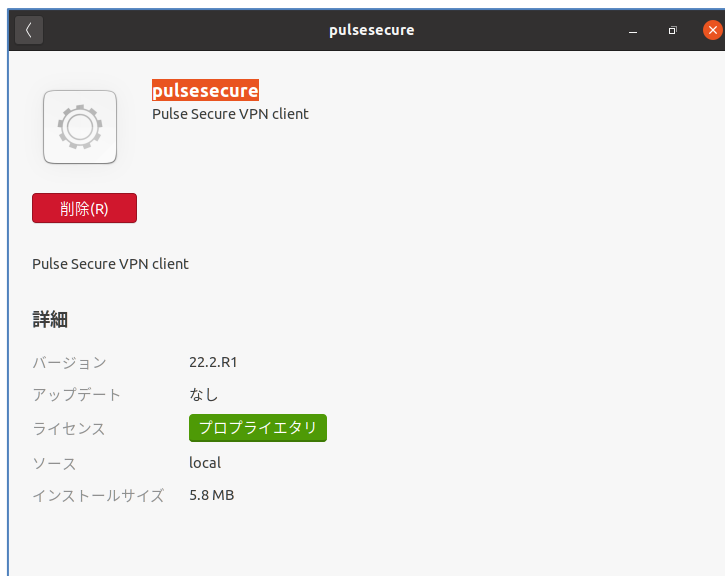 pulsesecure
pulsesecure
Pulse Secure VPN client
削除(R)
Pulse Secure VPN client
詳細
バージョン 22.2.R1
アップデート なし
ライセンス プロプライエタリ
ソース local
インストールサイズ 5.8 MB